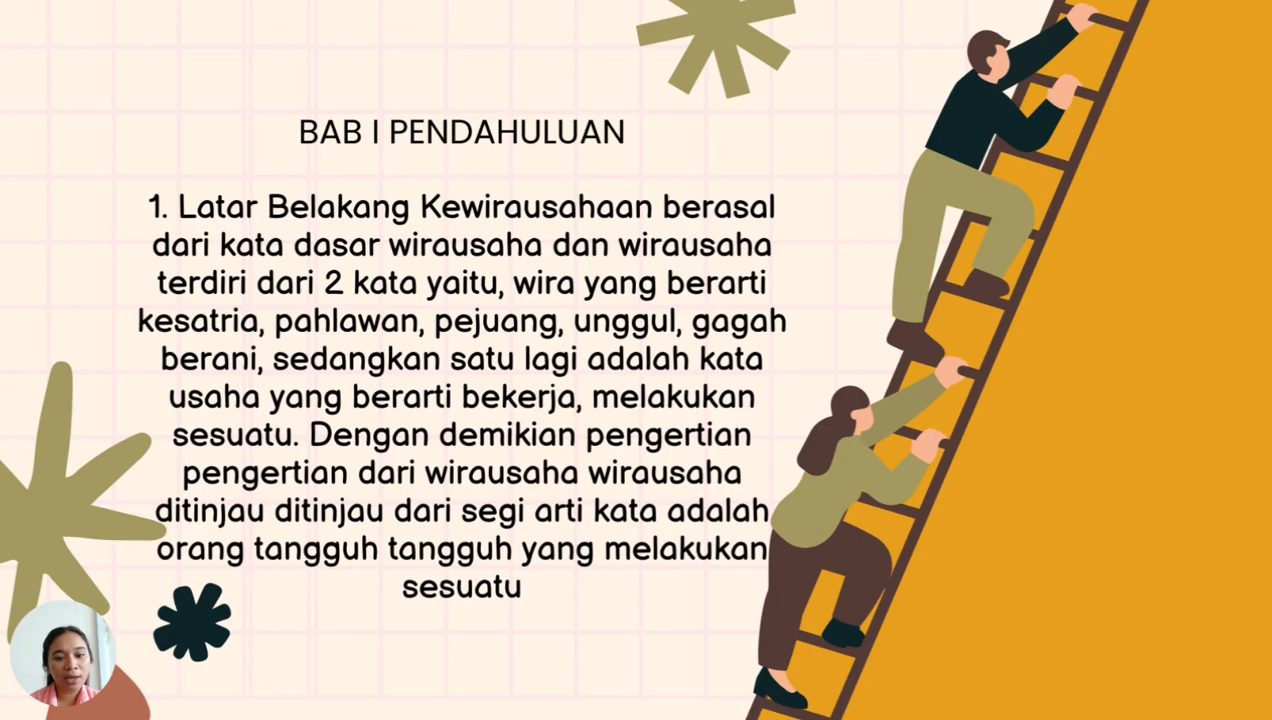 BAB I PENDAHULUAN
1. Latar Belakang Kewirausahaan berasal
dari kata dasar wirausaha dan wirausaha
terdiri dari 2 kata yaitu, wira yang berarti
kesatria, pahlawan, pejuang, unggul, gagah
berani, sedangkan satu lagi adalah kata
usaha yang berarti bekerja, melakukan
sesuatu. Dengan demikian pengertian
pengertian dari wirausaha wirausaha
ditinjau ditinjau dari segi arti kata adalah
orang tangguh tangguh yang melakukan
sesuatu